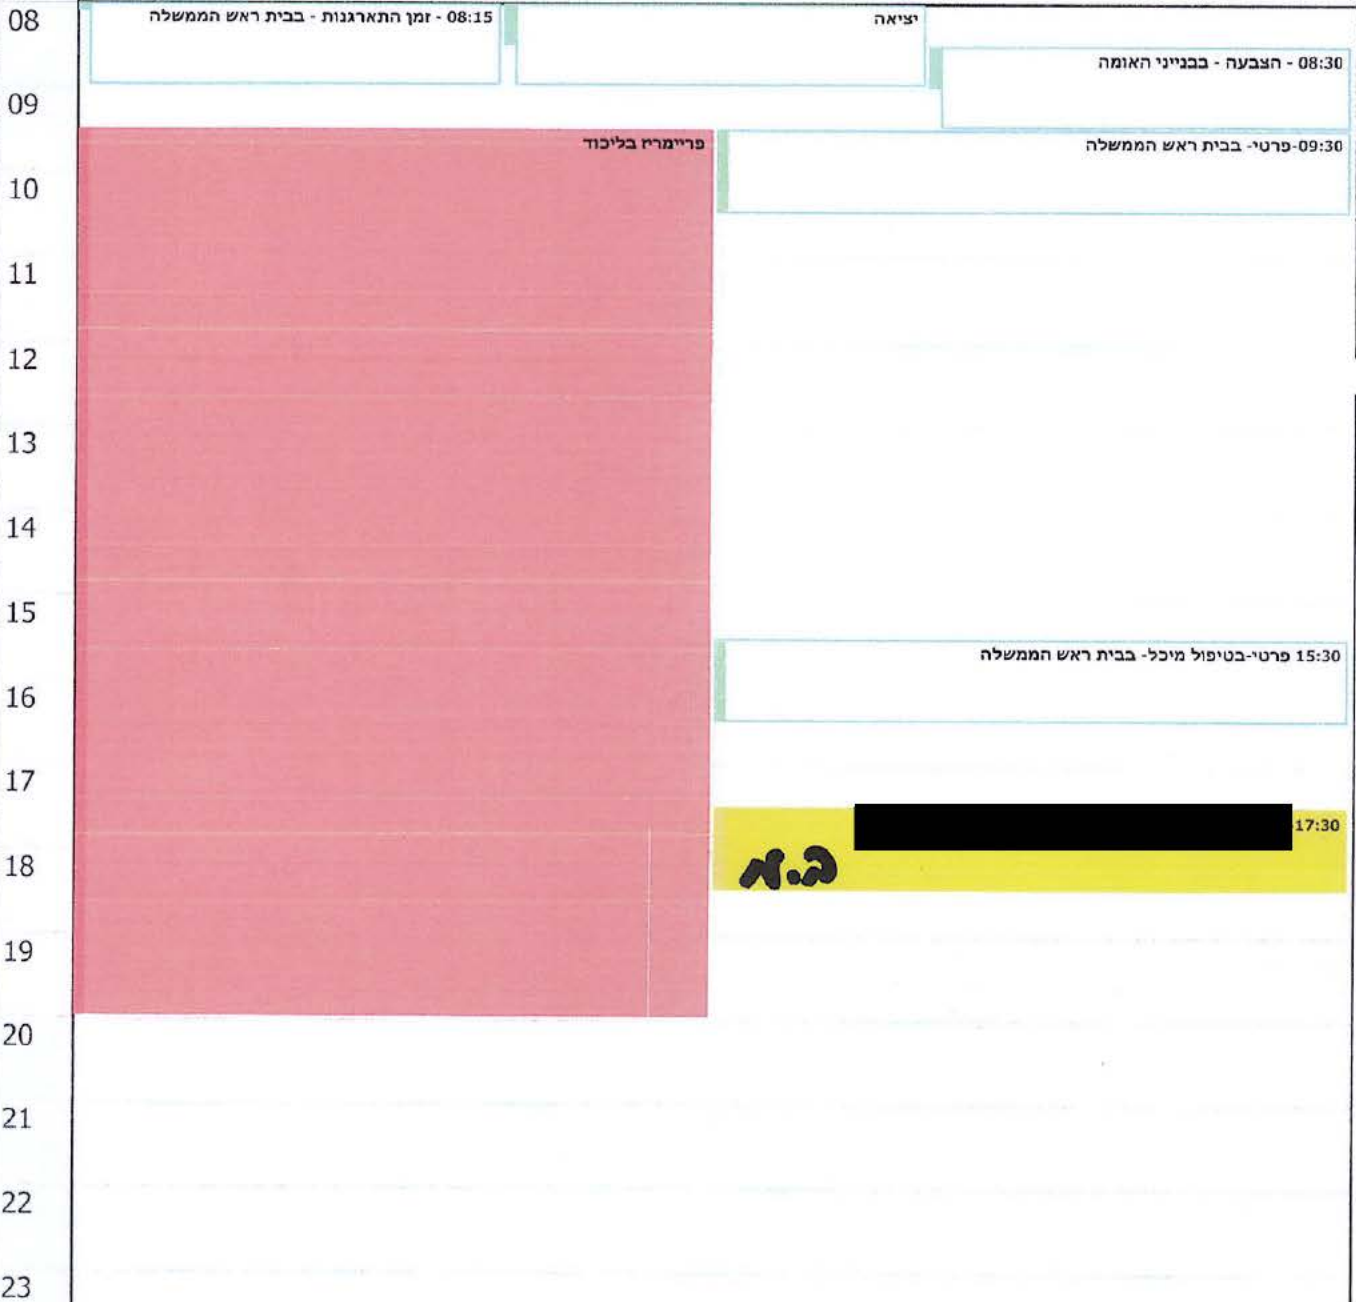 08
08:15 - זמן התארגנות - בבית ראש הממשלה
יציאה
08:30 - הצבעה - בבנייני האומה
09
פריימריז בליכוד
09:30-פרטי- בבית ראש הממשלה
10
11
12
13
14
15
15:30 פרטי-בטיפול מיכל- בבית ראש הממשלה
16
17
17:30
18
19
20
21
22
23